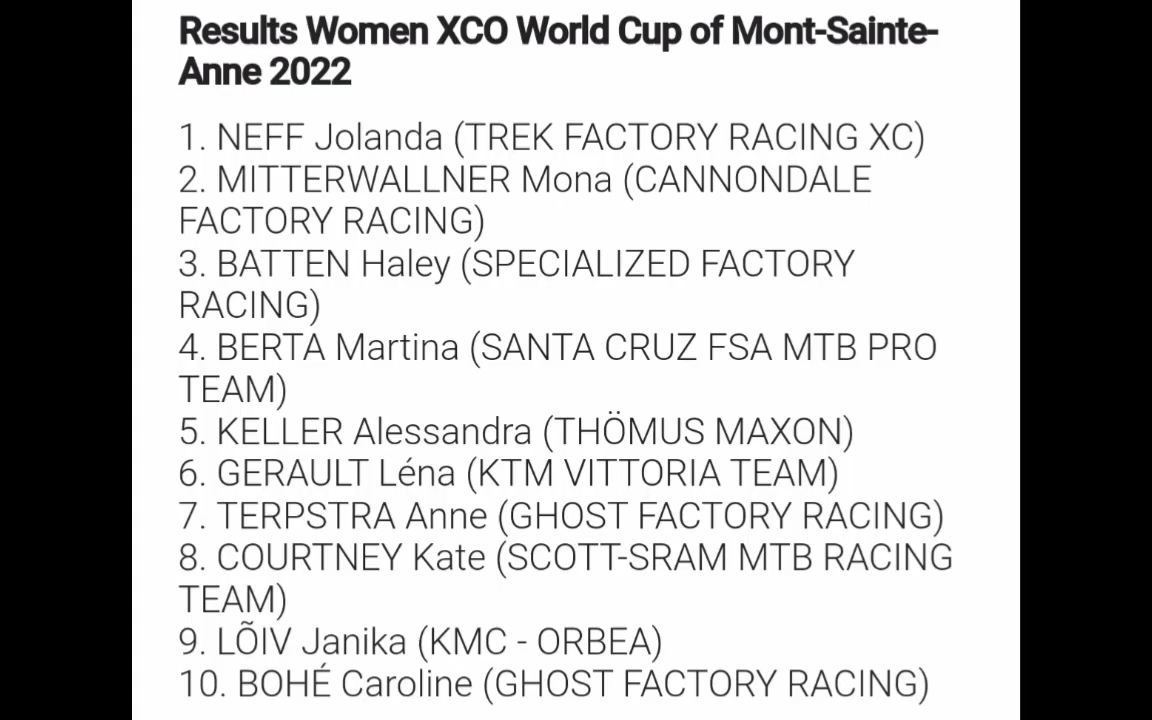 Results Women XCO World Cup of Mont-Sainte-
Anne 2022
1. NEFF Jolanda (TREK FACTORY RACING XC)
2. MITTERWALLNER Mona (CANNONDALE
FACTORY RACING)
3. BATTEN Haley (SPECIALIZED FACTORY
RACING)
4. BERTA Martina (SANTA CRUZ FSA MTB PRO
TEAM)
5. KELLER Alessandra (THÖMUS MAXON)
6. GERAULT Léna (KTM VITTORIA TEAM)
7. TERPSTRA Anne (GHOST FACTORY RACING)
8. COURTNEY Kate (SCOTT-SRAM MTB RACING
TEAM)
9. LÕIV Janika (KMC - ORBEA)
10. BOHÉ Caroline (GHOST FACTORY RACING)